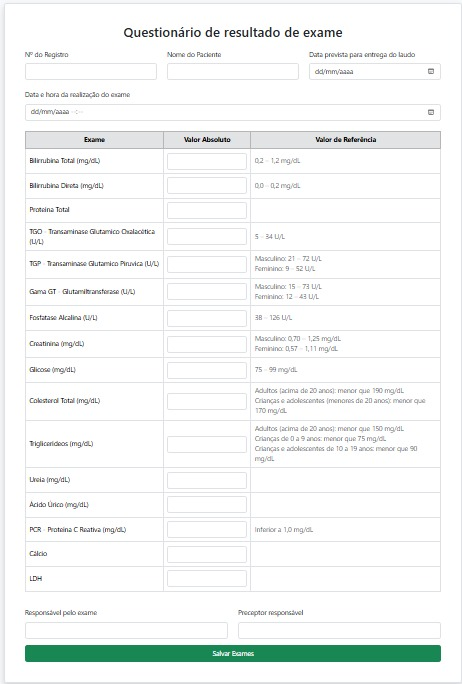 Questionário de resultado de exame
Nº do Registro
Nome do Paciente
Data prevista para entrega do laudo
dd/mm/aaaa
Data e hora da realização do exame
dd/mm/aaaa --:--
Exame
Valor Absoluto
Valor de Referência
Bilirrubina Total (mg/dL)
0,2 – 1,2 mg/dL
Bilirrubina Direta (mg/dL)
0,0 – 0,2 mg/dL
Proteína Total
TGO - Transaminase Glutamico Oxalacética
(U/L)
5 – 34 U/L
TGP - Transaminase Glutamico Piruvica (U/L)
Masculino: 21 – 72 U/L
Feminino: 9 – 52 U/L
Gama GT - Glutamiltransferase (U/L)
Masculino: 15 – 73 U/L
Feminino: 12 – 43 U/L
Fosfatase Alcalina (U/L)
38 – 126 U/L
Creatinina (mg/dL)
Masculino: 0,70 – 1,25 mg/dL
Feminino: 0,57 – 1,11 mg/dL
Glicose (mg/dL)
75 – 99 mg/dL
Colesterol Total (mg/dL)
Adultos (acima de 20 anos): menor que 190 mg/dL
Crianças e adolescentes (menores de 20 anos): menor que
170 mg/dL
Triglicerídeos (mg/dL)
Adultos (acima de 20 anos): menor que 150 mg/dL
Crianças de 0 a 9 anos: menor que 75 mg/dL
Crianças e adolescentes de 10 a 19 anos: menor que 90
mg/dL
Ureia (mg/dL)
Ácido Úrico (mg/dL)
PCR - Proteína C Reativa (mg/dL)
Inferior a 1,0 mg/dL
Cálcio
LDH
Responsável pelo exame
Preceptor responsável
Salvar Exames